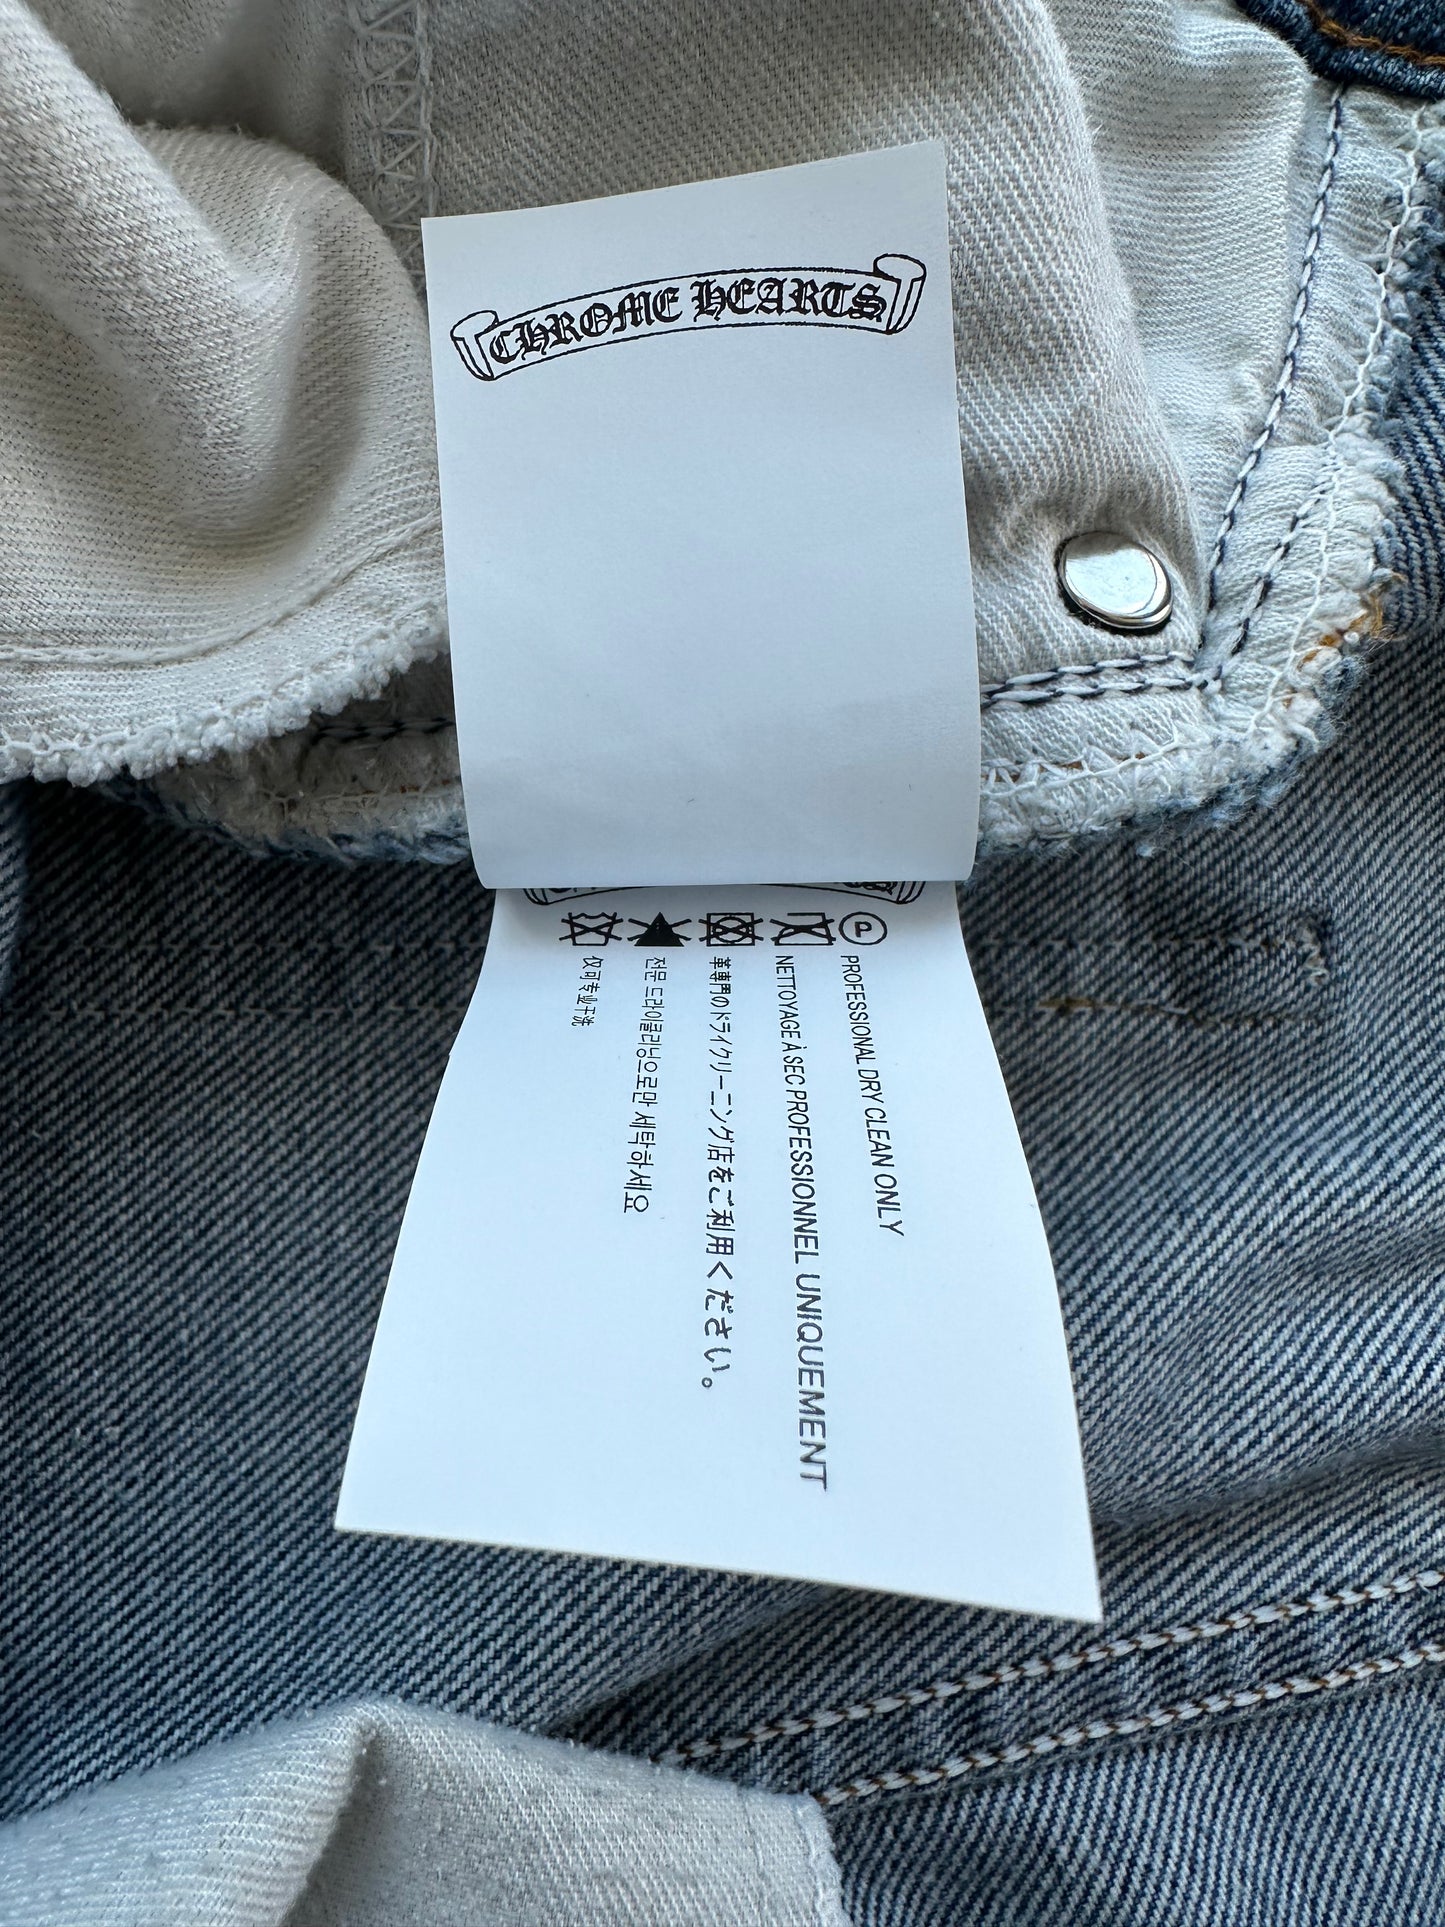 CHROME HEARTS
P
PROFESSIONAL DRY CLEAN ONLY
NETTOYAGE À SEC PROFESSIONNEL UNIQUEMENT
革専門のドライクリーニング店をご利用ください。
전문 드라이클리닝으로만 세탁하세요
仅可专业干洗